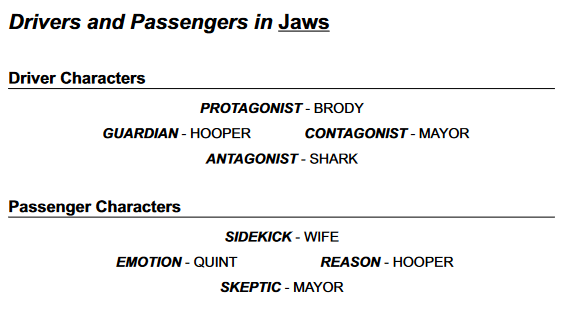 Drivers and Passengers in Jaws
Driver Characters
PROTAGONIST - BRODY
GUARDIAN - HOOPER CONTAGONIST - MAYOR
ANTAGONIST - SHARK
Passenger Characters
SIDEKICK - WIFE
EMOTION - QUINT REASON - HOOPER
SKEPTIC - MAYOR